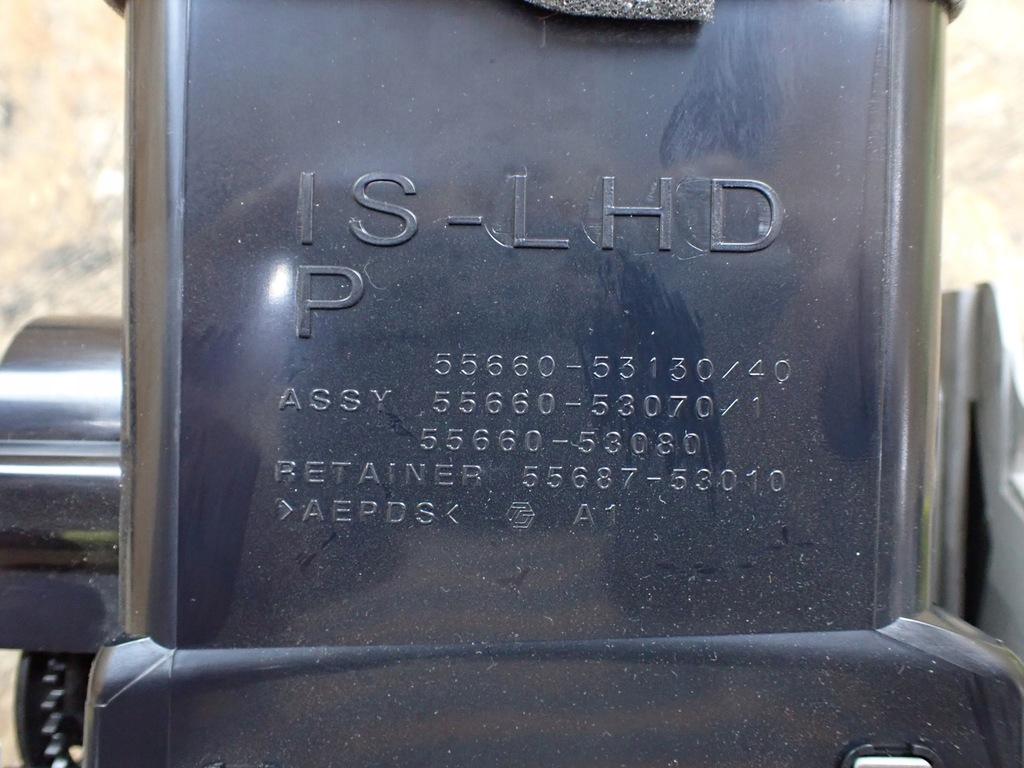 IS-LHD
P
55660-53130/40
ASSY 55660-53070/1
55660-53080
RETAINER 55687-53010
>AEPDS< A1